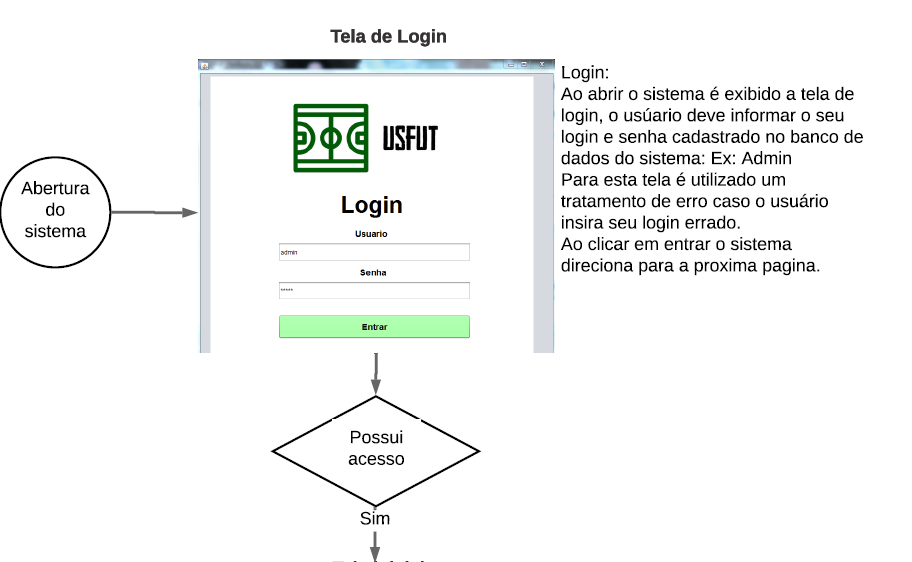 Tela de Login
Login:
Ao abrir o sistema é exibido a tela de
login, o usúario deve informar o seu
login e senha cadastrado no banco de
dados do sistema: Ex: Admin
Para esta tela é utilizado um
tratamento de erro caso o usuário
insira seu login errado.
Ao clicar em entrar o sistema
direciona para a proxima pagina.
Abertura
do
sistema
USFUT
Login
Usuario
admin
Senha
*****
Entrar
Possui
acesso
Sim